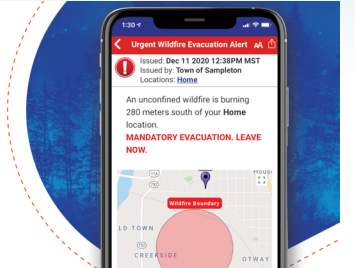 1:30
Urgent Wildfire Evacuation Alert AA
Issued: Dec 11 2020 12:38PM MST
Issued by: Town of Sampleton
Locations: Home
An unconfined wildfire is burning
280 meters south of your Home
location.
MANDATORY EVACUATION. LEAVE
NOW.
Wildfire Boundary
LD TOWN
CREEKSIDE
OTWAY